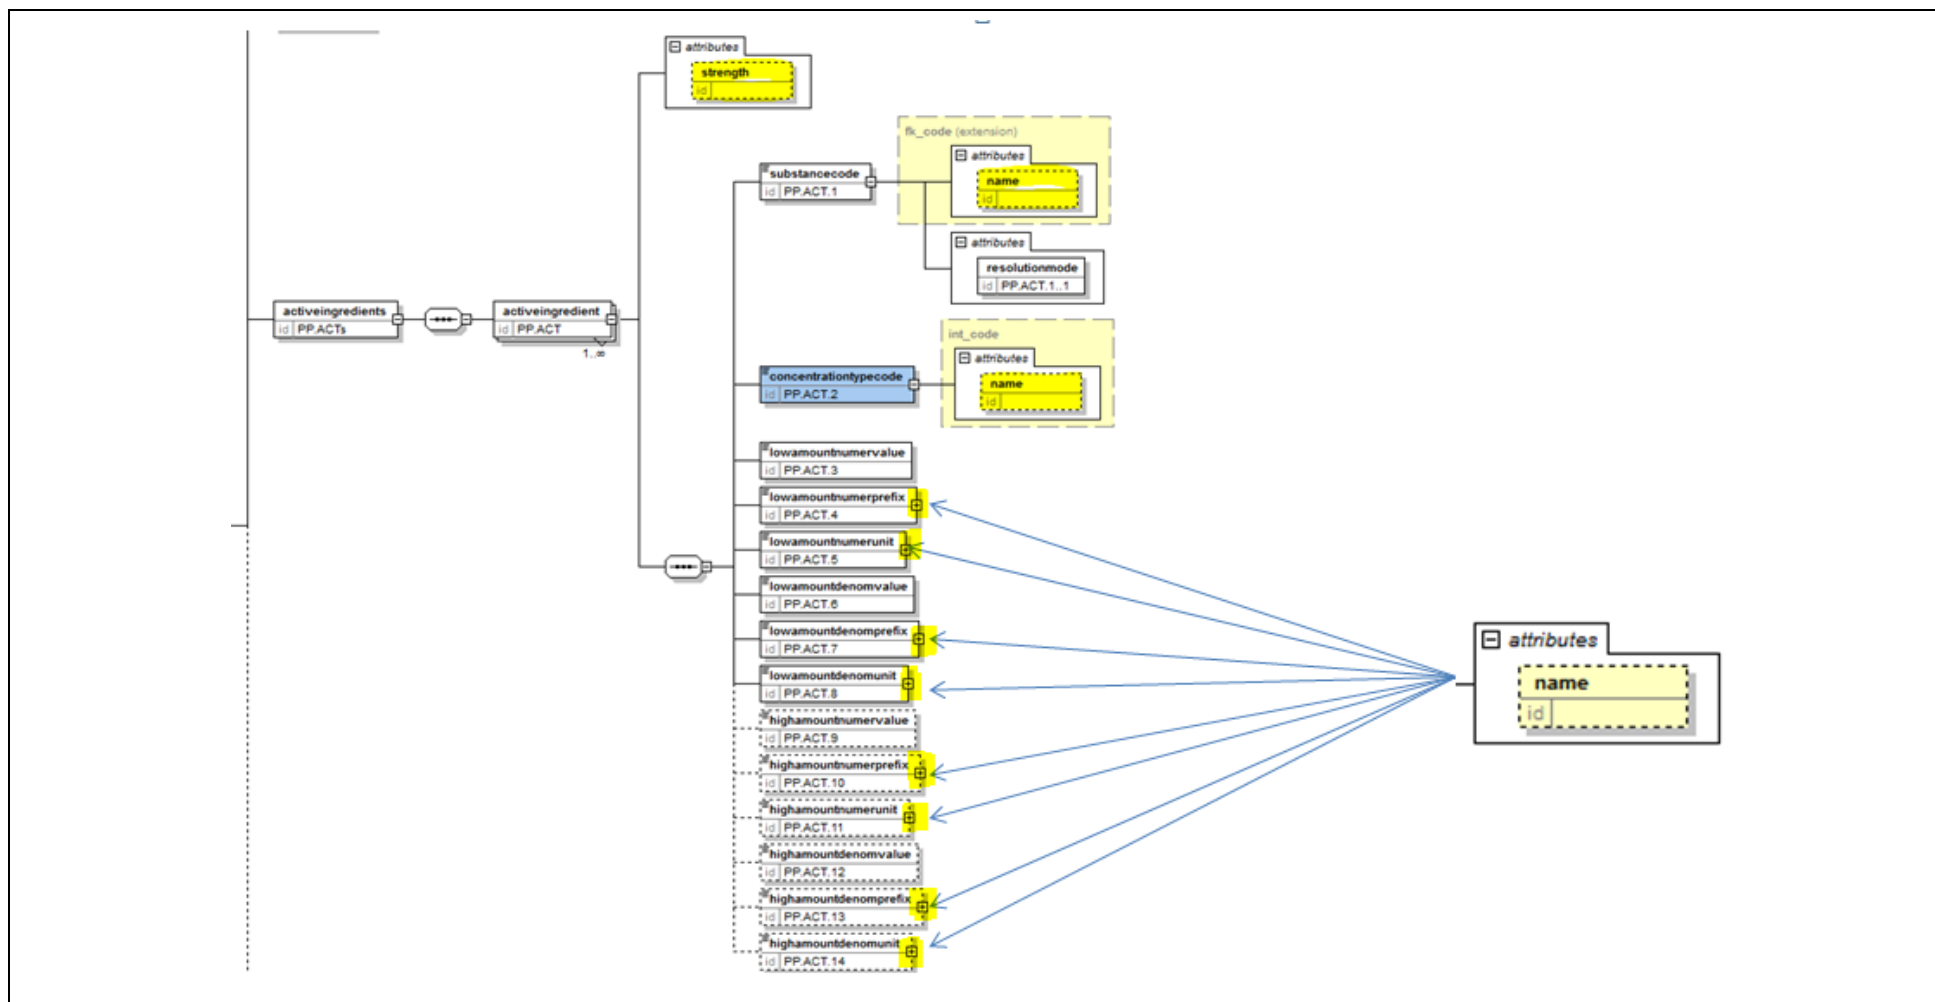 attributes
strength
id
fk_code (extension)
attributes
substancecode
id PP.ACT.1
name
id
attributes
resolutionmode
id PP.ACT.1..1
activeingredients
id PP.ACTs
activeingredient
id PP.ACT
1..∞
int_code
attributes
concentrationtypecode
id PP.ACT.2
name
id
lowamountnumervalue
id PP.ACT.3
lowamountnumerprefix
id PP.ACT.4
lowamountnumerunit
id PP.ACT.5
lowamountdenomvalue
id PP.ACT.6
lowamountdenomprefix
id PP.ACT.7
lowamountdenomunit
id PP.ACT.8
highamountnumervalue
id PP.ACT.9
highamountnumerprefix
id PP.ACT.10
highamountnumerunit
id PP.ACT.11
highamountdenomvalue
id PP.ACT.12
highamountdenomprefix
id PP.ACT.13
highamountdenomunit
id PP.ACT.14
attributes
name
id